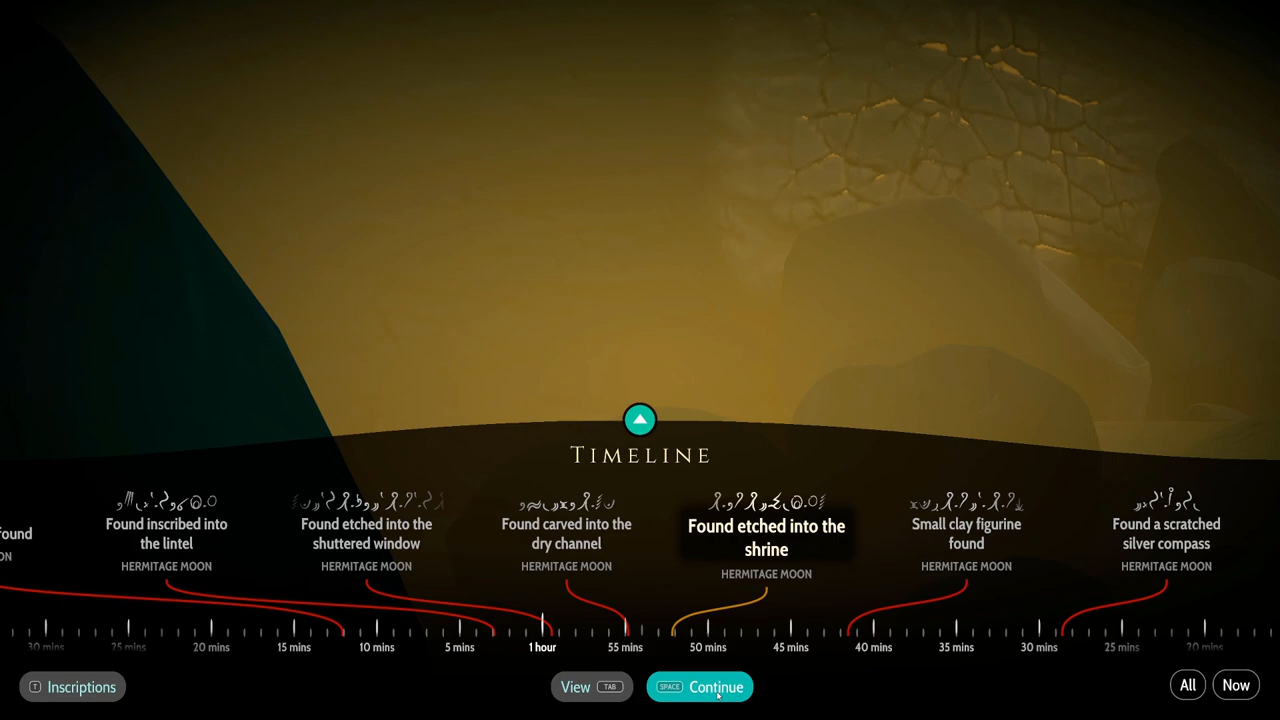 TIMELINE
found
ON
Found inscribed into
the lintel
HERMITAGE MOON
Found etched into the
shuttered window
HERMITAGE MOON
Found carved into the
dry channel
HERMITAGE MOON
Found etched into the
shrine
HERMITAGE MOON
Small clay figurine
found
HERMITAGE MOON
Found a scratched
silver compass
HERMITAGE MOON
30 mins 25 mins 20 mins 15 mins 10 mins 5 mins 1 hour 55 mins 50 mins 45 mins 40 mins 35 mins 30 mins 25 mins 20 mins
T Inscriptions View TAB SPACE Continue All Now